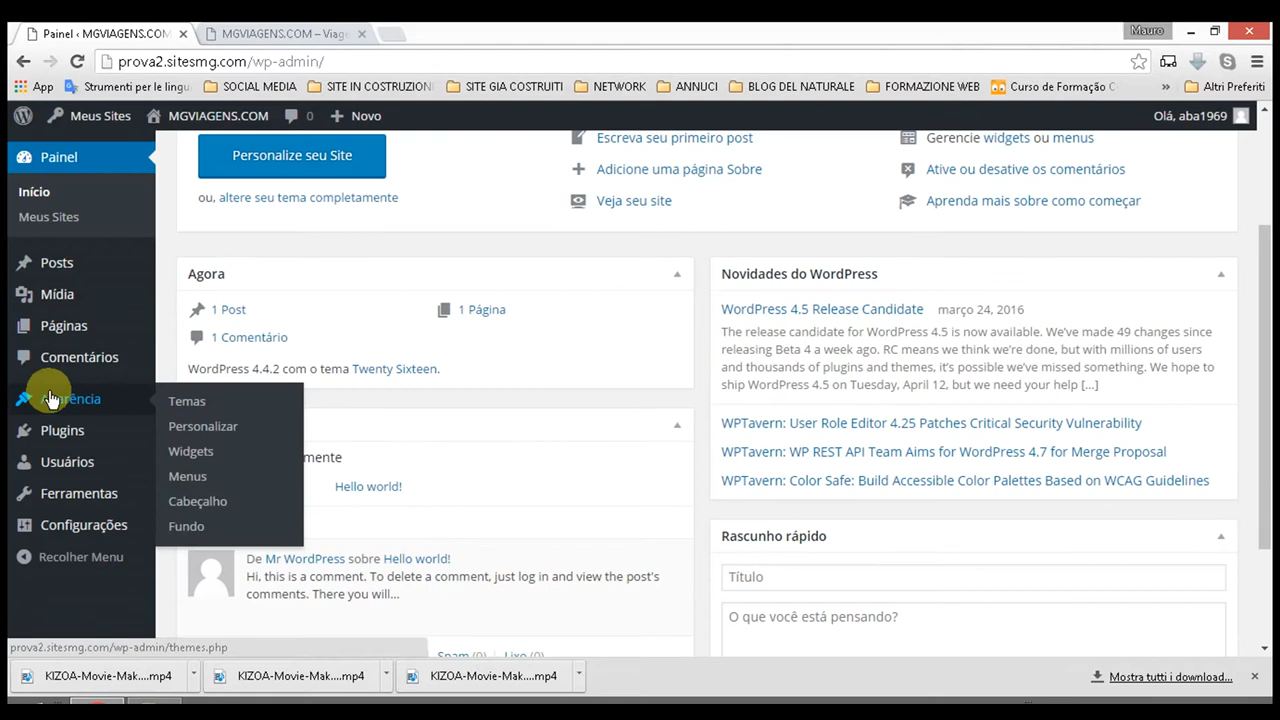 Painel ‹ MGVIAGENS.COM
MGVIAGENS.COM – Viage
Mauro
prova2.sitesmg.com/wp-admin/
App
Strumenti per le lingu
SOCIAL MEDIA
SITE IN COSTRUZION
SITE GIA COSTRUITI
NETWORK
ANNUCI
BLOG DEL NATURALE
FORMAZIONE WEB
Curso de Formação C
»
Altri Preferiti
Meus Sites
MGVIAGENS.COM
0
Novo
Olá, aba1969
Painel
Início
Meus Sites
Posts
Mídia
Páginas
Comentários
Plugins
Usuários
Ferramentas
Configurações
Recolher Menu
Temas
Personalizar
Widgets
Menus
Cabeçalho
Fundo
Personalize seu Site
ou, altere seu tema completamente
Escreva seu primeiro post
Adicione uma página Sobre
Veja seu site
Gerencie widgets ou menus
Ative ou desative os comentários
Aprenda mais sobre como começar
Agora
1 Post
1 Página
1 Comentário
WordPress 4.4.2 com o tema Twenty Sixteen.
Hello world!
De Mr WordPress sobre Hello world!
Hi, this is a comment. To delete a comment, just log in and view the post's
comments. There you will...
Spam (0)
Lixo (0)
Novidades do WordPress
WordPress 4.5 Release Candidate março 24, 2016
The release candidate for WordPress 4.5 is now available. We've made 49 changes since
releasing Beta 4 a week ago. RC means we think we're done, but with millions of users
and thousands of plugins and themes, it's possible we've missed something. We hope to
ship WordPress 4.5 on Tuesday, April 12, but we need your help [...]
WPTavern: User Role Editor 4.25 Patches Critical Security Vulnerability
WPTavern: WP REST API Team Aims for WordPress 4.7 for Merge Proposal
WPTavern: Color Safe: Build Accessible Color Palettes Based on WCAG Guidelines
Rascunho rápido
Título
O que você está pensando?
prova2.sitesmg.com/wp-admin/themes.php
KIZOA-Movie-Mak....mp4
KIZOA-Movie-Mak....mp4
KIZOA-Movie-Mak....mp4
Mostra tutti i download...